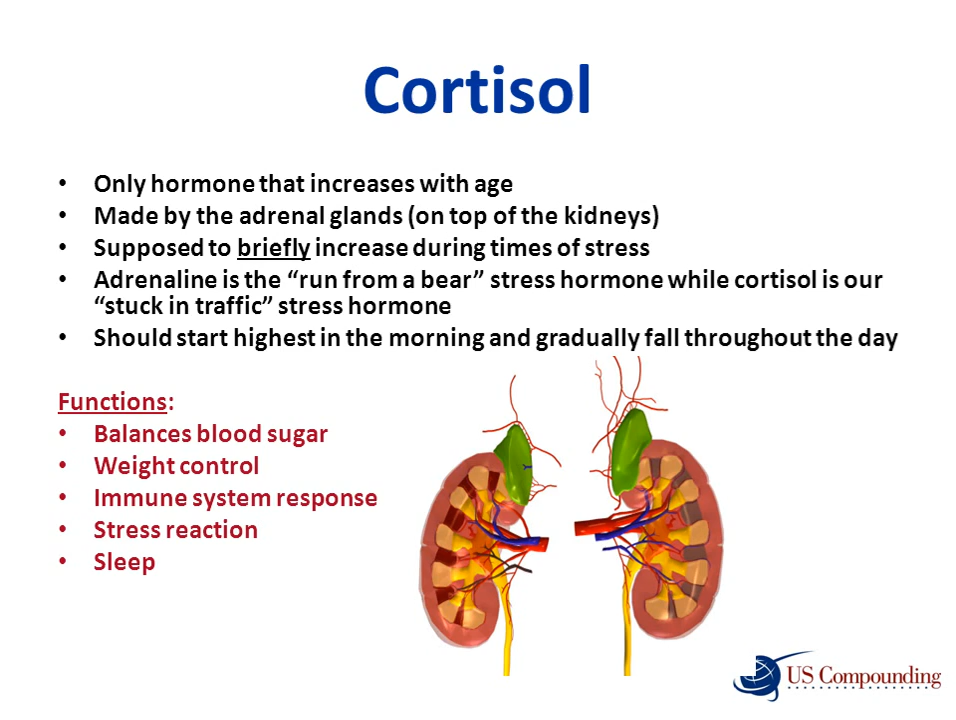 Cortisol
• Only hormone that increases with age
• Made by the adrenal glands (on top of the kidneys)
• Supposed to briefly increase during times of stress
• Adrenaline is the “run from a bear” stress hormone while cortisol is our
“stuck in traffic” stress hormone
• Should start highest in the morning and gradually fall throughout the day
Functions:
• Balances blood sugar
• Weight control
• Immune system response
• Stress reaction
• Sleep
US Compounding